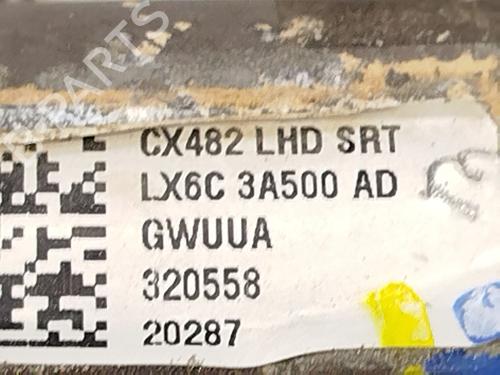 CX482 LHD SRT
LX6C 3A500 AD
GWUUA
320558
20287